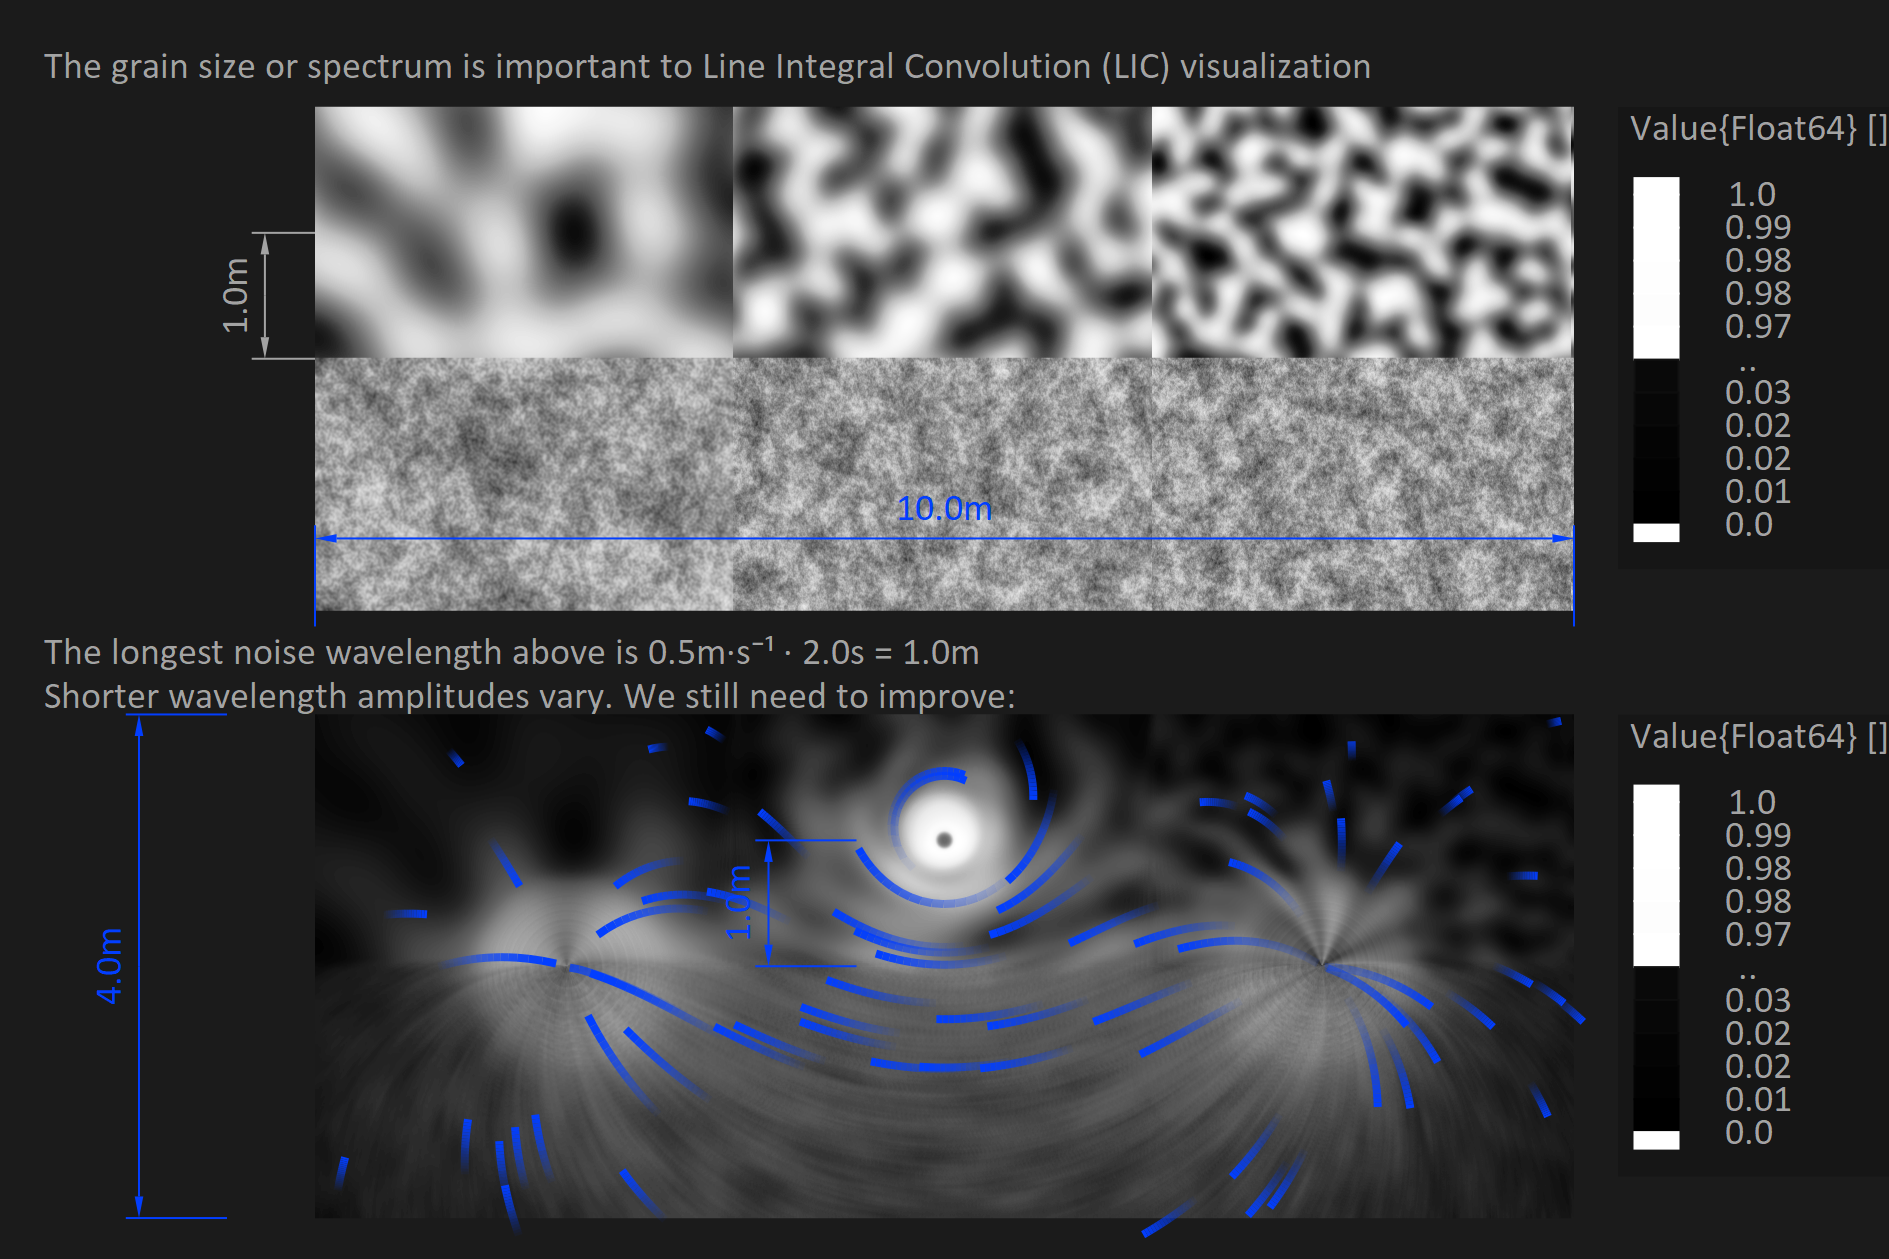 The grain size or spectrum is important to Line Integral Convolution (LIC) visualization
Value{Float64} []
1.0
0.99
0.98
0.98
0.97
..
0.03
0.02
0.02
0.01
0.0
1.0m
10.0m
The longest noise wavelength above is 0.5m·s⁻¹ · 2.0s = 1.0m
Shorter wavelength amplitudes vary. We still need to improve:
Value{Float64} []
1.0
0.99
0.98
0.98
0.97
..
0.03
0.02
0.02
0.01
0.0
4.0m
1.0m